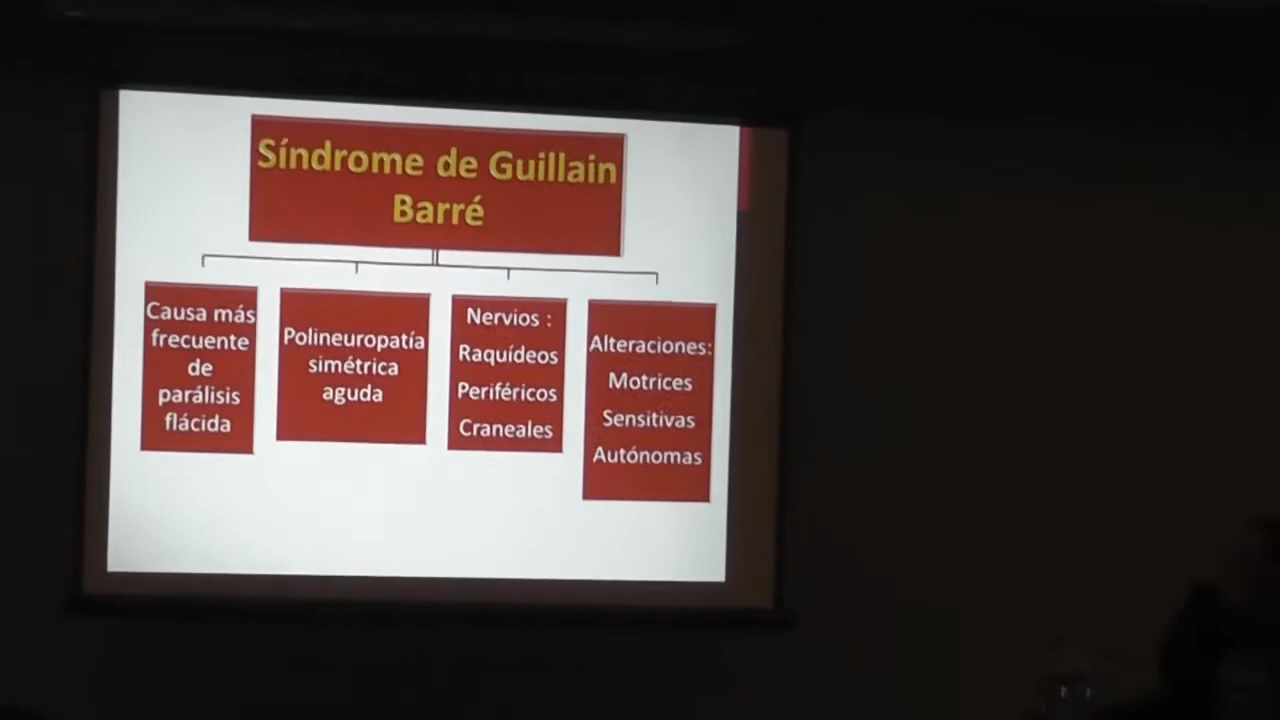 Síndrome de Guillain
Barré
Causa más
frecuente
de
parálisis
flácida
Polineuropatía
simétrica
aguda
Nervios :
Raquídeos
Periféricos
Craneales
Alteraciones:
Motrices
Sensitivas
Autónomas